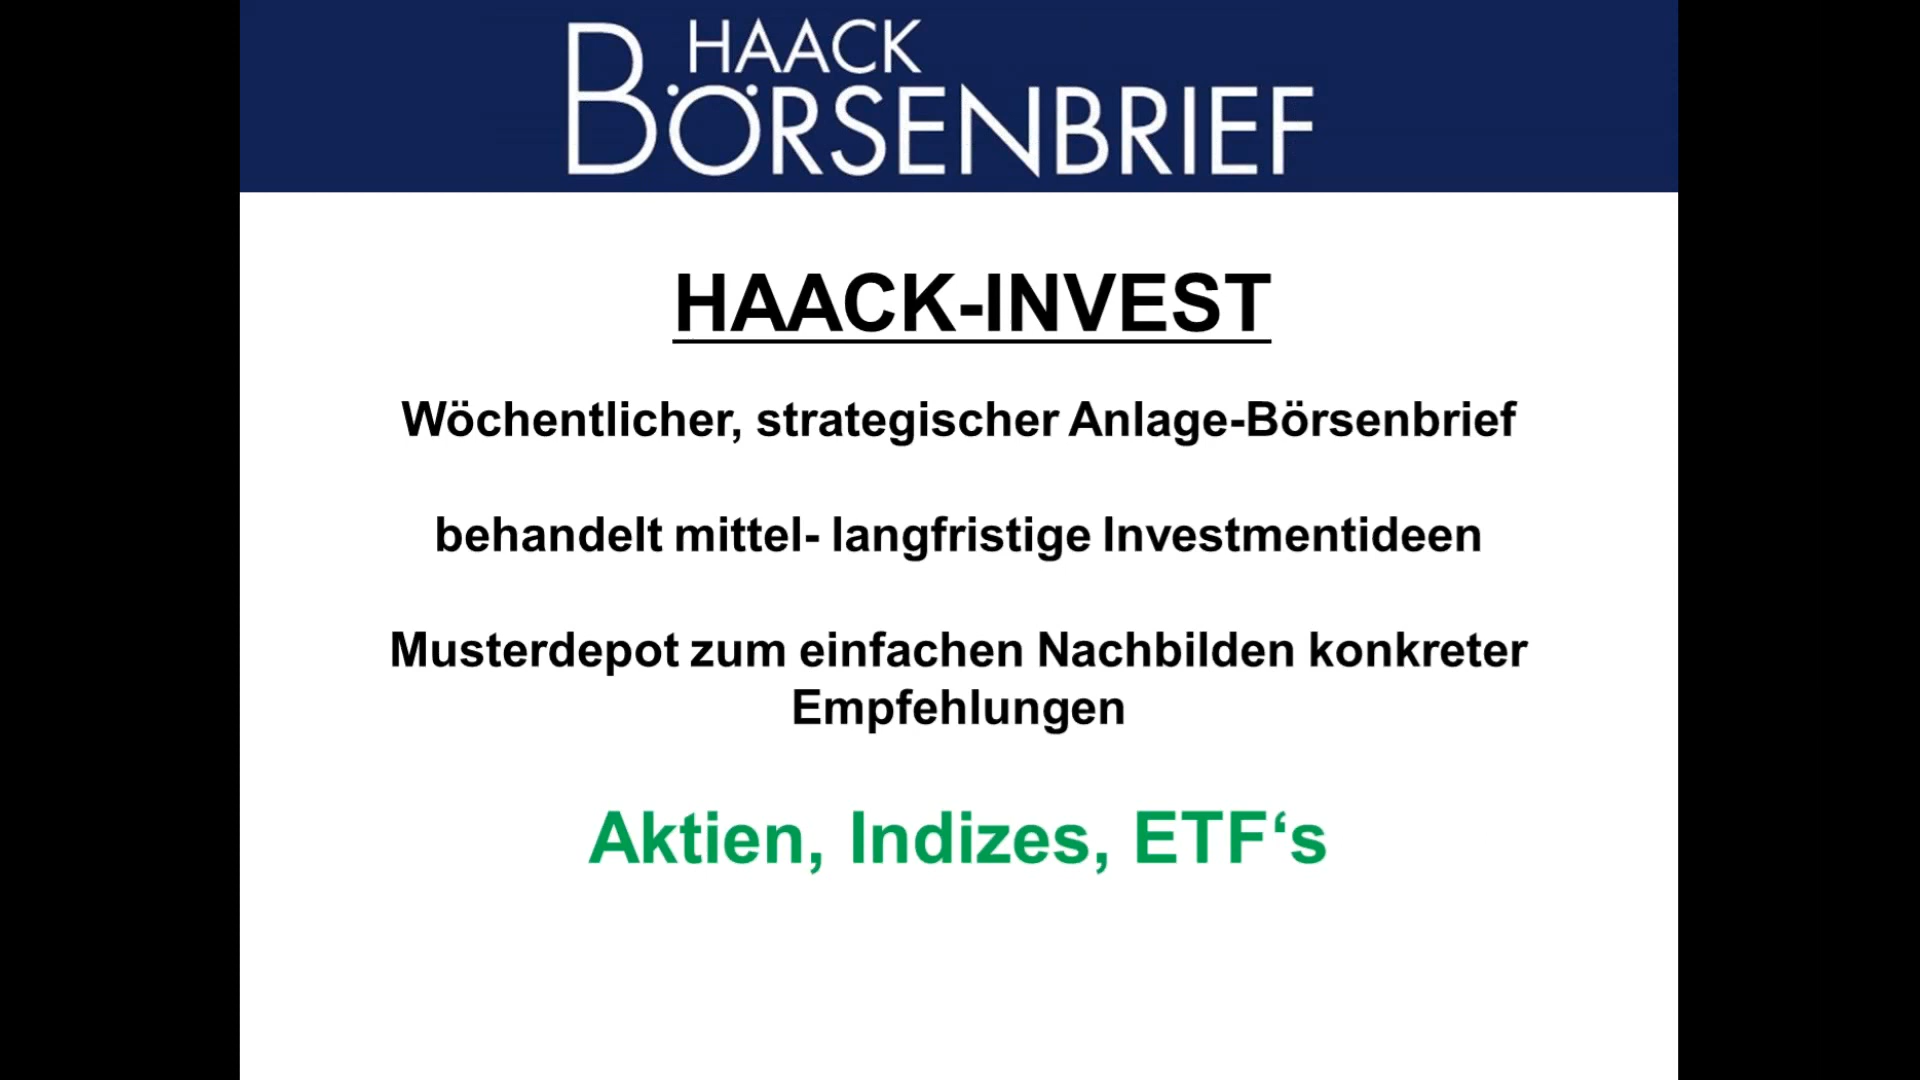 HAACK
BÖRSENBRIEF
HAACK-INVEST
Wöchentlicher, strategischer Anlage-Börsenbrief
behandelt mittel- langfristige Investmentideen
Musterdepot zum einfachen Nachbilden konkreter
Empfehlungen
Aktien, Indizes, ETF‘s